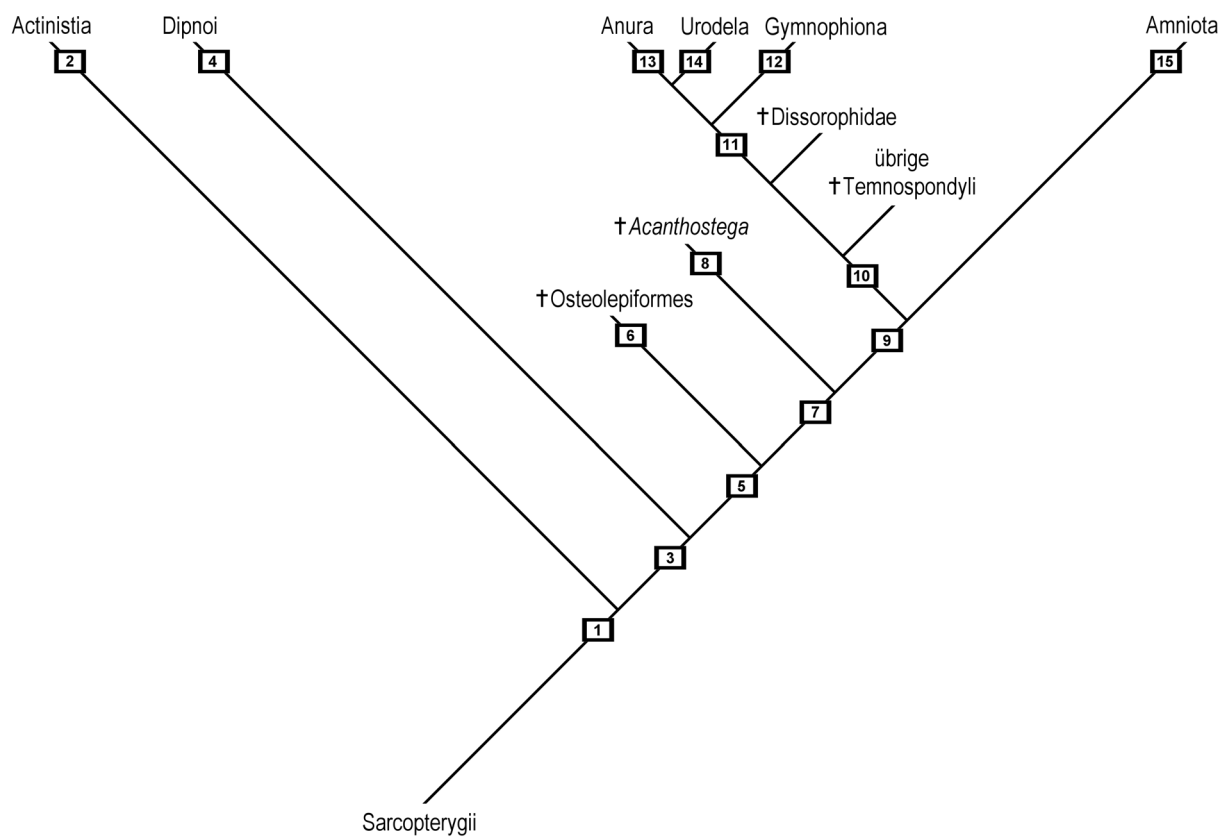 Actinistia
Dipnoi
Anura
Urodela
Gymnophiona
Amniota
2
4
13
14
12
15
†Dissorophidae
11
übrige
†Temnospondyli
†Acanthostega
8
10
†Osteolepiformes
6
9
7
5
3
1
Sarcopterygii